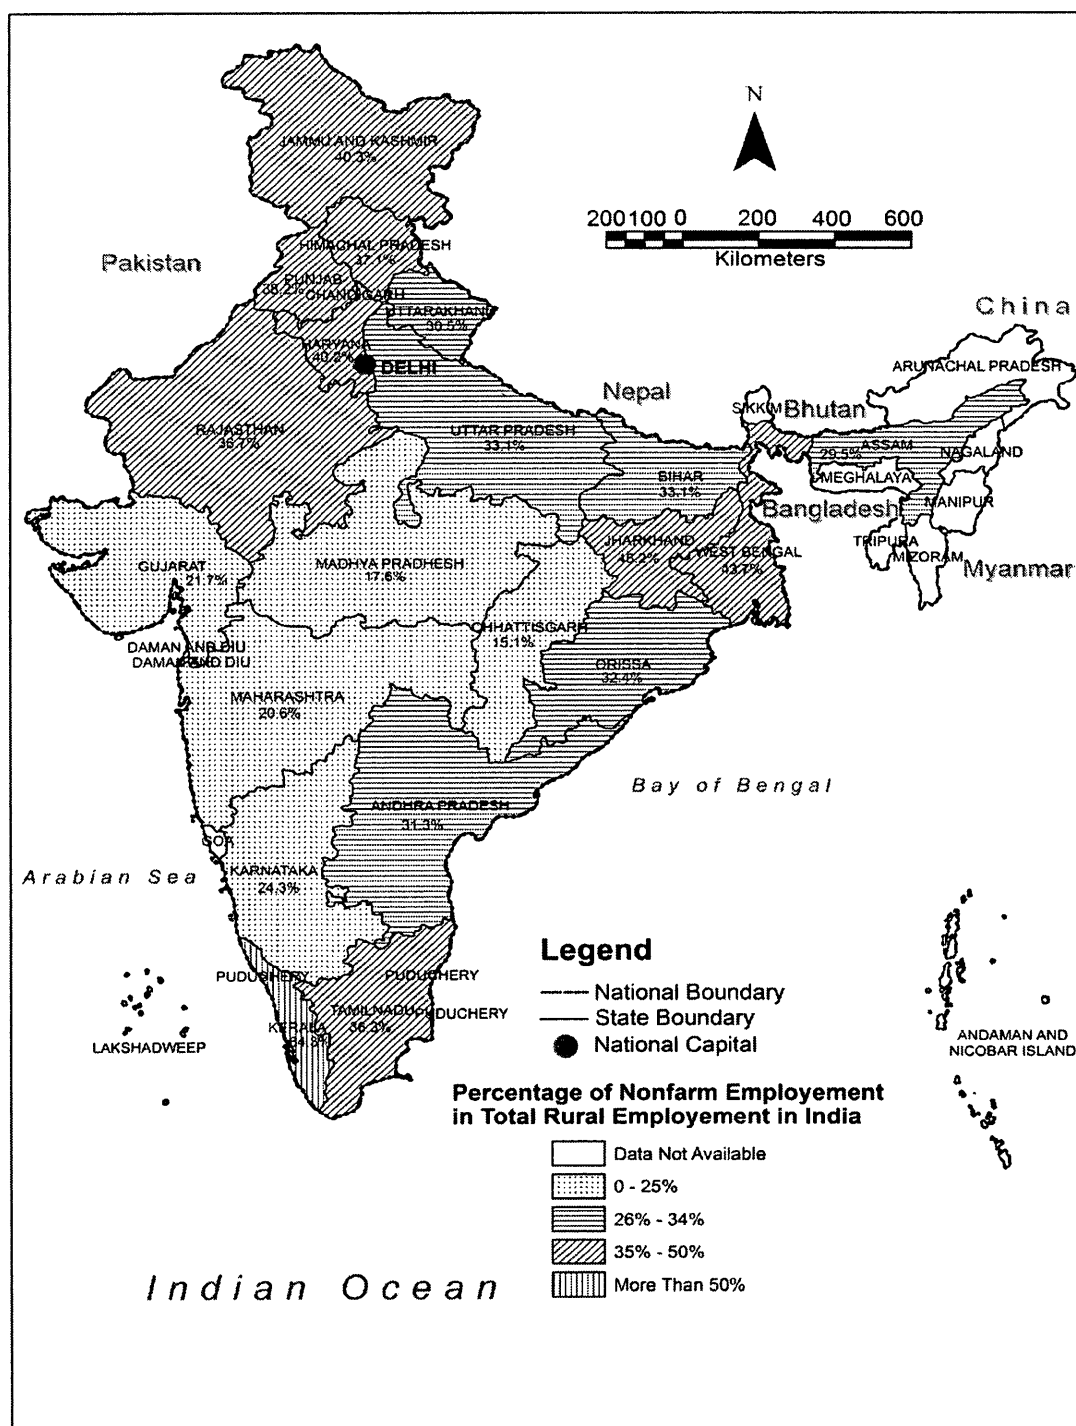 N
JAMMU AND KASHMIR
40.3%
200 100 0 200 400 600
Kilometers
HIMACHAL PRADESH
37.1%
Pakistan
PUNJAB
38.2%
CHANDIGARH
UTTARAKHAND
30.5%
China
HARYANA
40.2%
DELHI
ARUNACHAL PRADESH
Nepal
SIKKIM
Bhutan
RAJASTHAN
36.7%
UTTAR PRADESH
33.1%
ASSAM
29.5%
NAGALAND
BIHAR
33.1%
MEGHALAYA
Bangladesh
MANIPUR
JHARKHAND
WEST BENGAL
43.7%
TRIPURA
MIZORAM
Myanmar
GUJARAT
21.7%
MADHYA PRADHESH
17.6%
CHHATTISGARH
15.1%
DAMAN AND DIU
DAMAN AND DIU
ORISSA
32.4%
MAHARASHTRA
20.6%
Bay of Bengal
ANDHRA PRADESH
31.3%
GOA
Arabian Sea
KARNATAKA
24.3%
Legend
National Boundary
State Boundary
National Capital
PUDUCHERY
PUDUCHERY
TAMILNADU
PUDUCHERY
KERALA
LAKSHADWEEP
ANDAMAN AND
NICOBAR ISLAND
Percentage of Nonfarm Employement
in Total Rural Employement in India
Data Not Available
0 - 25%
26% - 34%
35% - 50%
More Than 50%
Indian Ocean